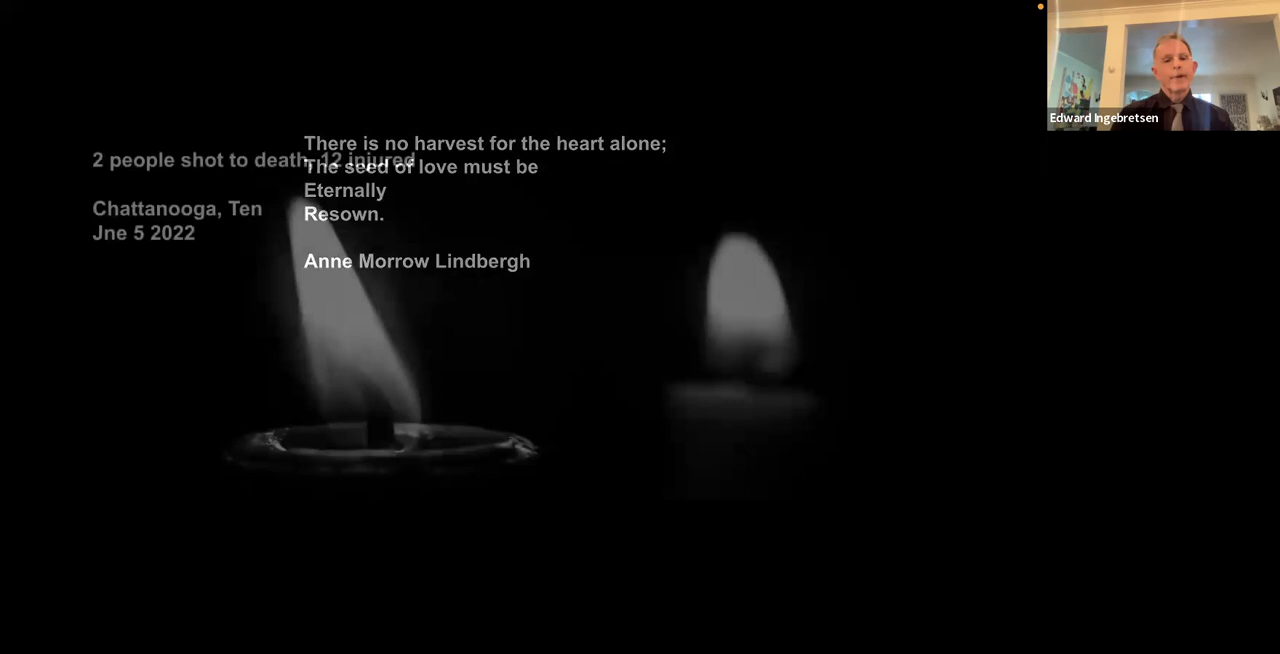 2 people shot to death, 12 injured
Chattanooga, Ten
Jne 5 2022
There is no harvest for the heart alone;
The seed of love must be
Eternally
Resown.
Anne Morrow Lindbergh
Edward Ingebretsen